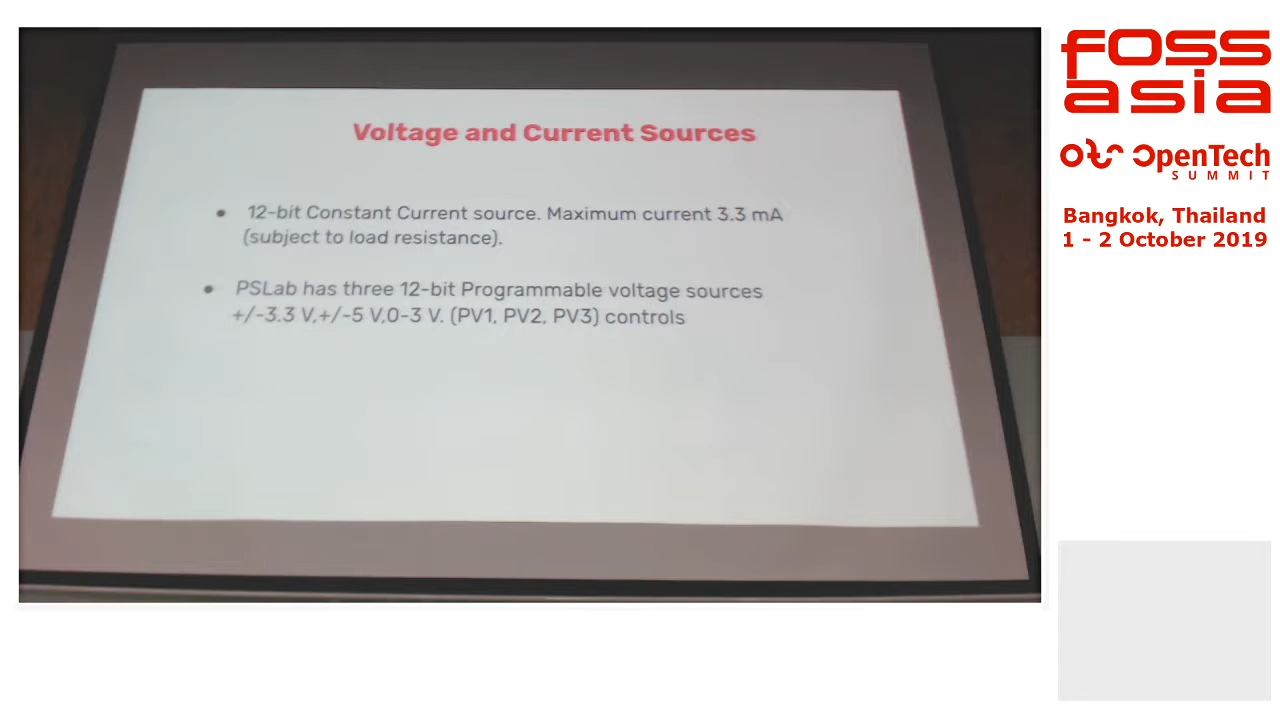 Voltage and Current Sources
12-bit Constant Current source. Maximum current 3.3 mA
(subject to load resistance).
PSLab has three 12-bit Programmable voltage sources
+/-3.3 V,+/-5 V,0-3 V. (PV1, PV2, PV3) controls
foss
asia
OpenTech
SUMMIT
Bangkok, Thailand
1 - 2 October 2019